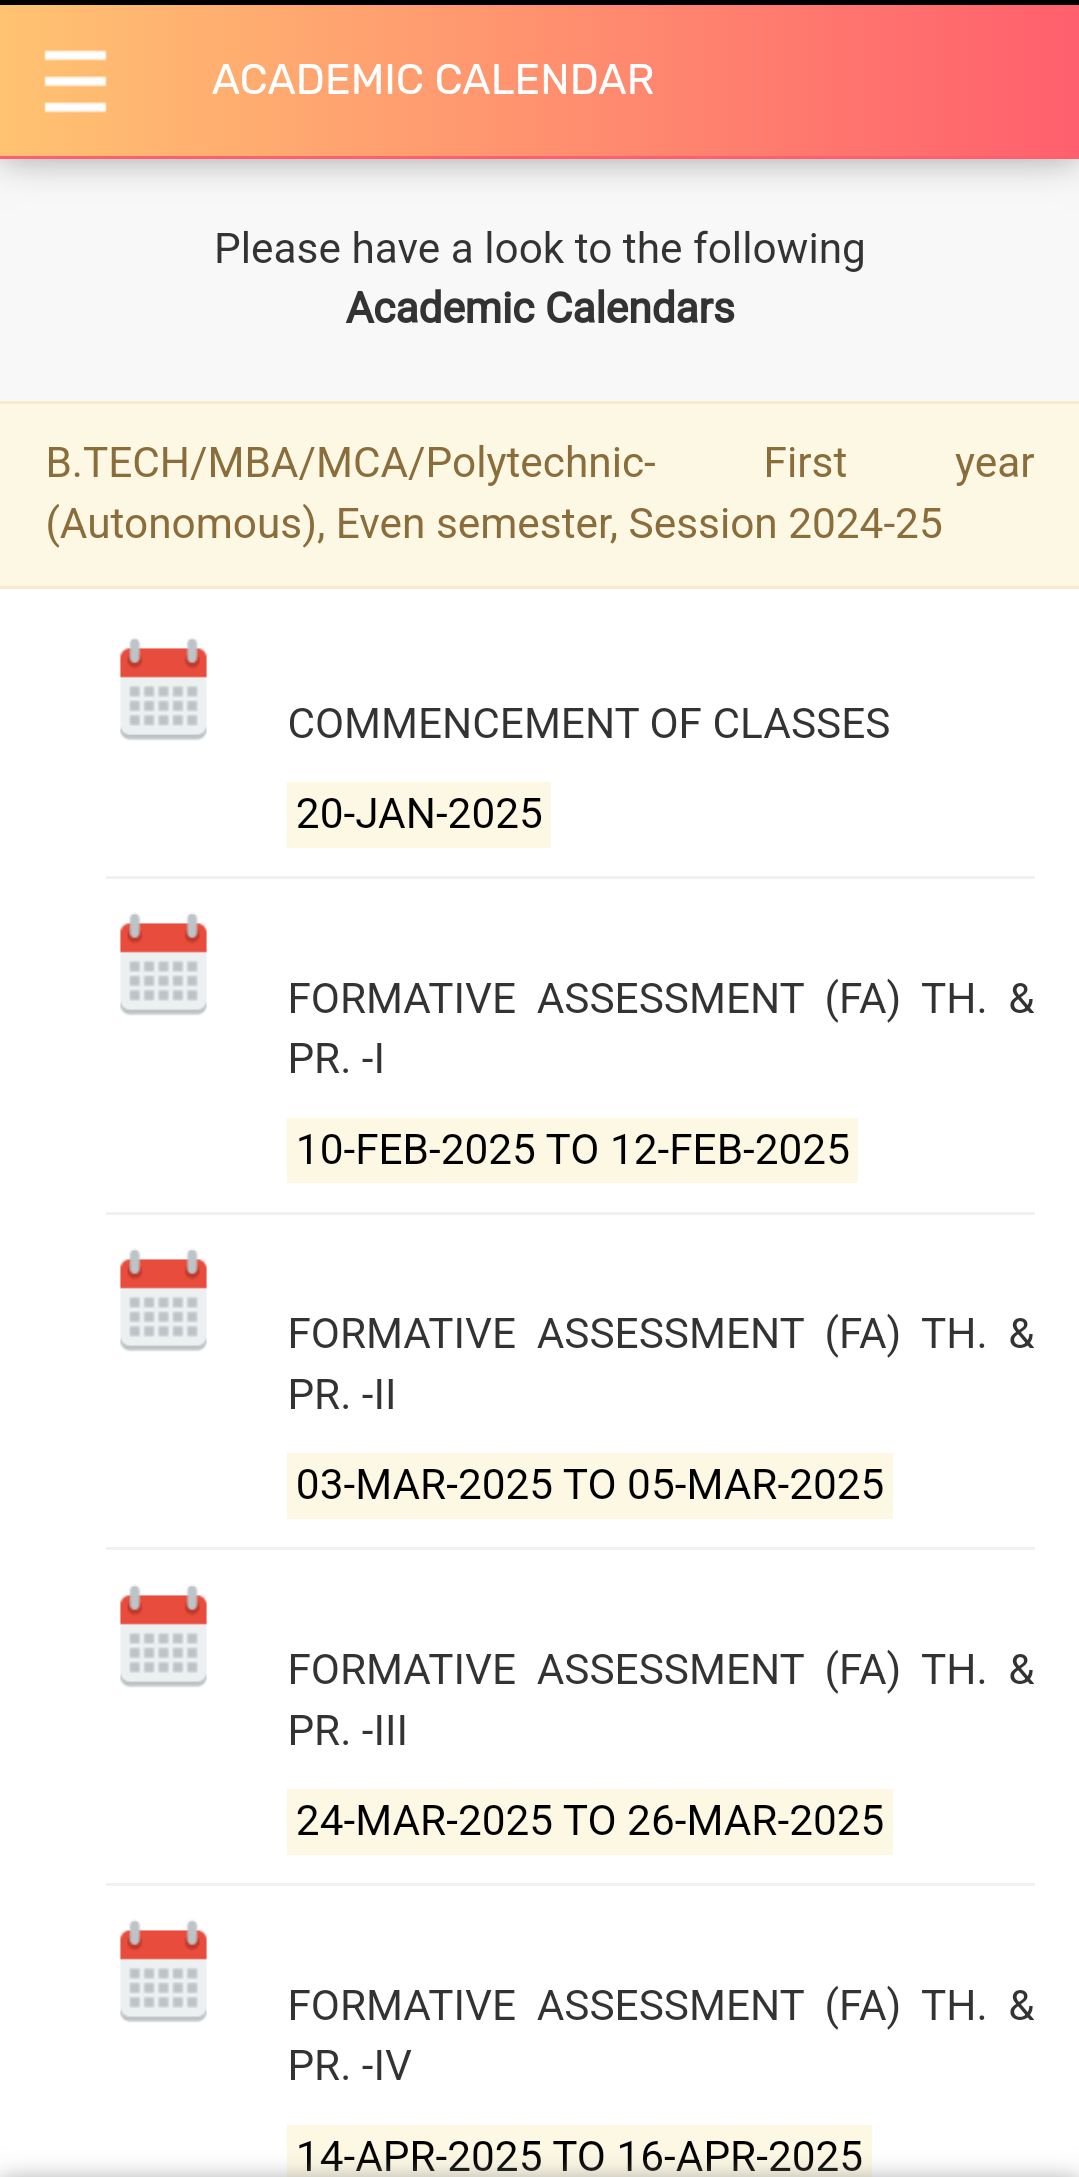 ACADEMIC CALENDAR
Please have a look to the following
Academic Calendars
B.TECH/MBA/MCA/Polytechnic- First year
(Autonomous), Even semester, Session 2024-25
COMMENCEMENT OF CLASSES
20-JAN-2025
FORMATIVE ASSESSMENT (FA) TH. &
PR. -I
10-FEB-2025 TO 12-FEB-2025
FORMATIVE ASSESSMENT (FA) TH. &
PR. -II
03-MAR-2025 TO 05-MAR-2025
FORMATIVE ASSESSMENT (FA) TH. &
PR. -III
24-MAR-2025 TO 26-MAR-2025
FORMATIVE ASSESSMENT (FA) TH. &
PR. -IV
14-APR-2025 TO 16-APR-2025